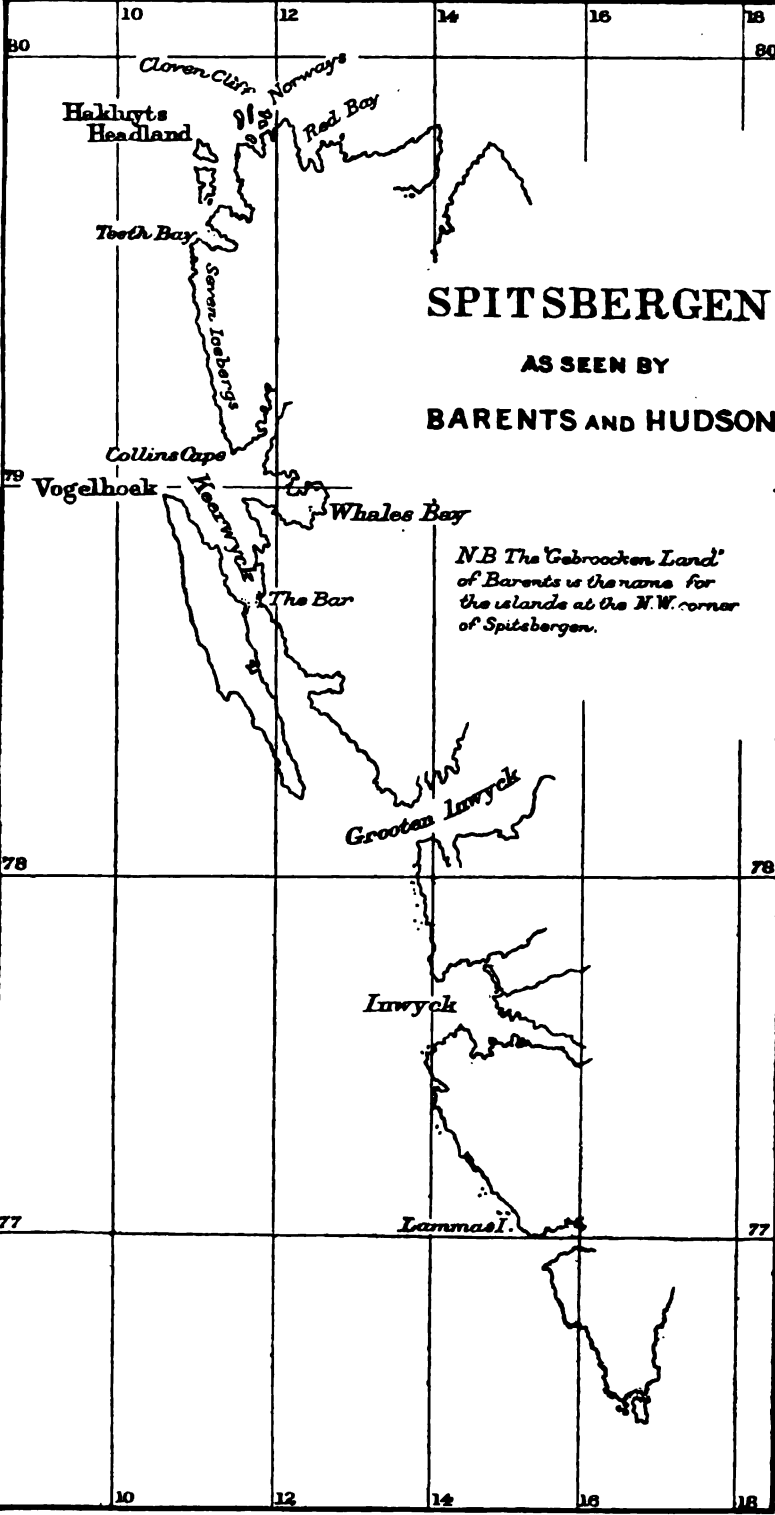 10 12 14 16 18
80 80
Cloven Cliff
Norways
Hakluyts
Headland
Red Bay
Teeth Bay
Seven Icebergs
SPITSBERGEN
AS SEEN BY
BARENTS AND HUDSON
Collins Cape
79
Vogelhoek
Keerwyck
Whales Bay
N.B The "Gebroocken Land"
of Barents is the name for
the islands at the N.W. corner
of Spitsbergen.
The Bar
Grooten Inwyck
78 78
Inwyck
Lammas I.
77 77
10 12 14 16 18